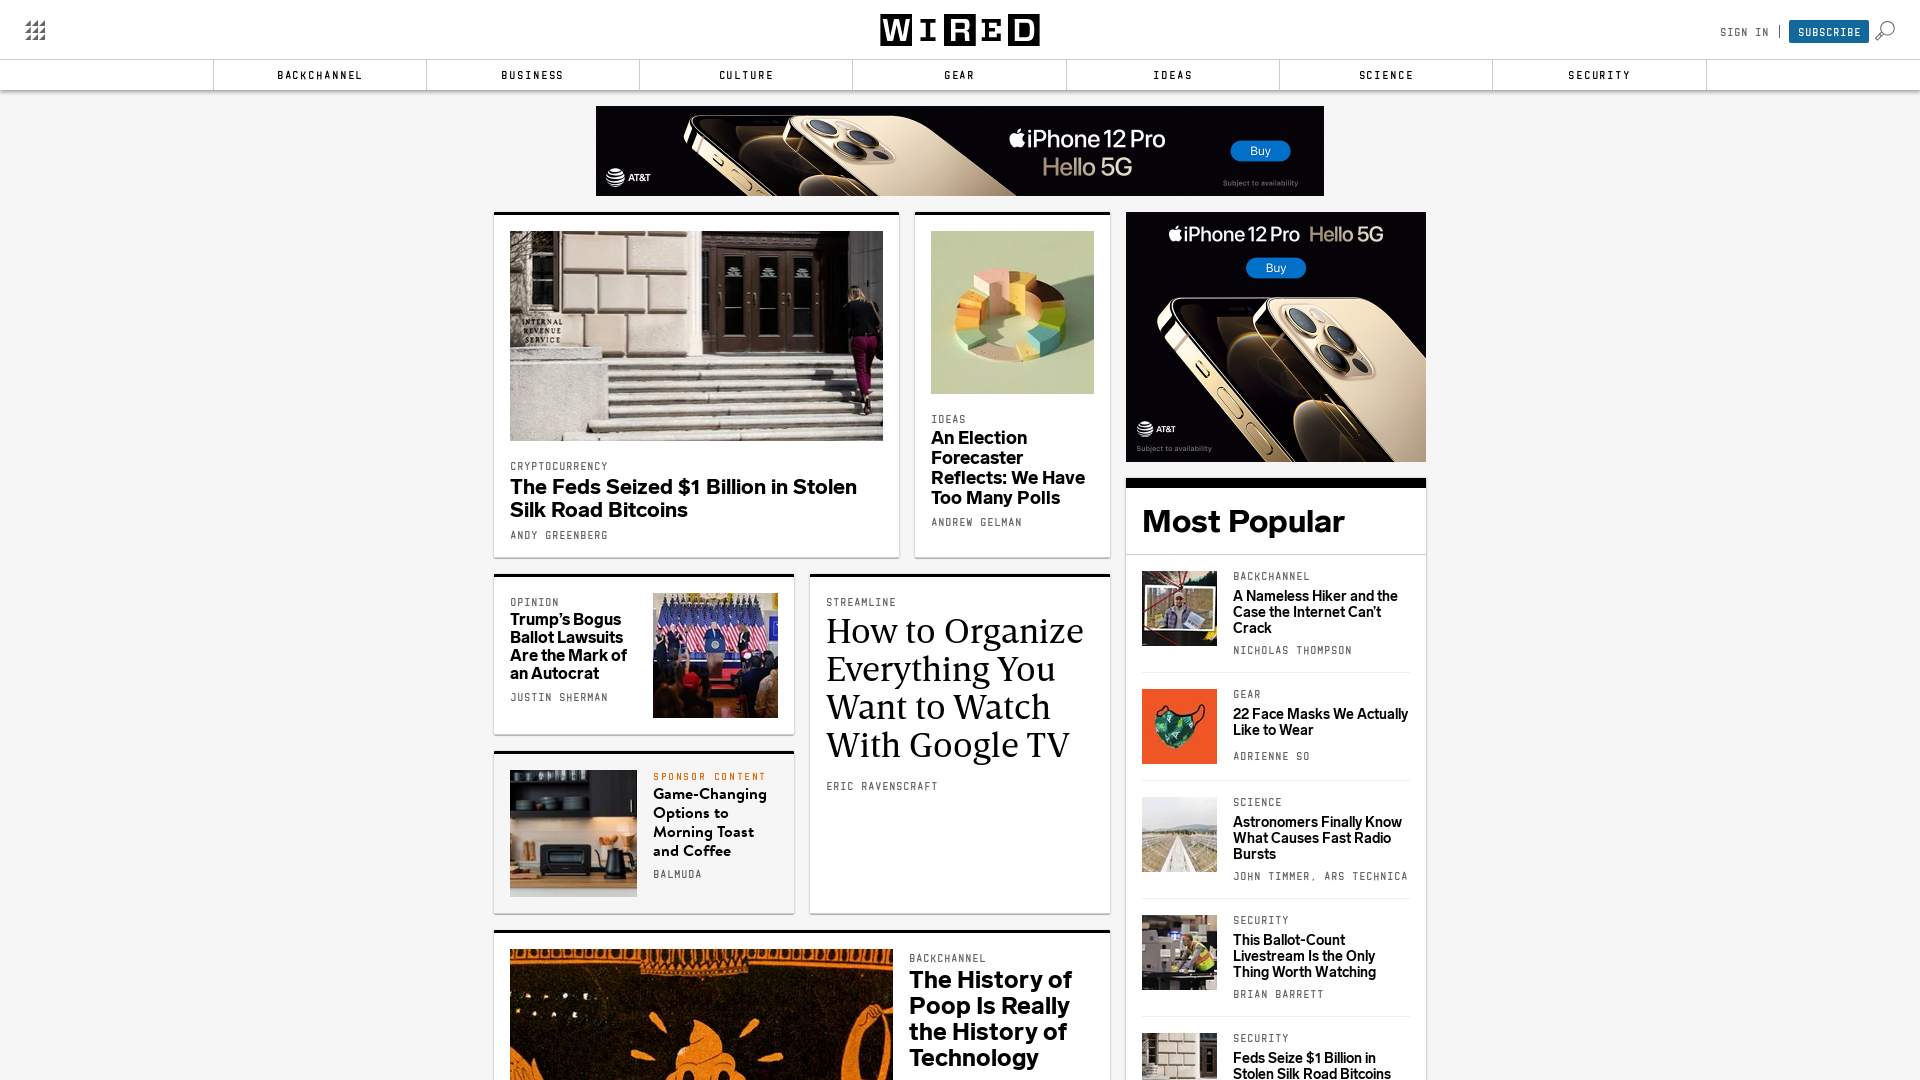 WIRED
SIGN IN
SUBSCRIBE
BACKCHANNEL
BUSINESS
CULTURE
GEAR
IDEAS
SCIENCE
SECURITY
iPhone 12 Pro
Hello 5G
Buy
AT&T
Subject to availability
INTERNAL
REVENUE
SERVICE
CRYPTOCURRENCY
The Feds Seized $1 Billion in Stolen
Silk Road Bitcoins
ANDY GREENBERG
IDEAS
An Election
Forecaster
Reflects: We Have
Too Many Polls
ANDREW GELMAN
iPhone 12 Pro Hello 5G
Buy
AT&T
Subject to availability
OPINION
Trump’s Bogus
Ballot Lawsuits
Are the Mark of
an Autocrat
JUSTIN SHERMAN
STREAMLINE
How to Organize
Everything You
Want to Watch
With Google TV
ERIC RAVENSCRAFT
SPONSOR CONTENT
Game-Changing
Options to
Morning Toast
and Coffee
BALMUDA
BACKCHANNEL
The History of
Poop Is Really
the History of
Technology
Most Popular
BACKCHANNEL
A Nameless Hiker and the
Case the Internet Can’t
Crack
NICHOLAS THOMPSON
GEAR
22 Face Masks We Actually
Like to Wear
ADRIENNE SO
SCIENCE
Astronomers Finally Know
What Causes Fast Radio
Bursts
JOHN TIMMER, ARS TECHNICA
SECURITY
This Ballot-Count
Livestream Is the Only
Thing Worth Watching
BRIAN BARRETT
SECURITY
Feds Seize $1 Billion in
Stolen Silk Road Bitcoins